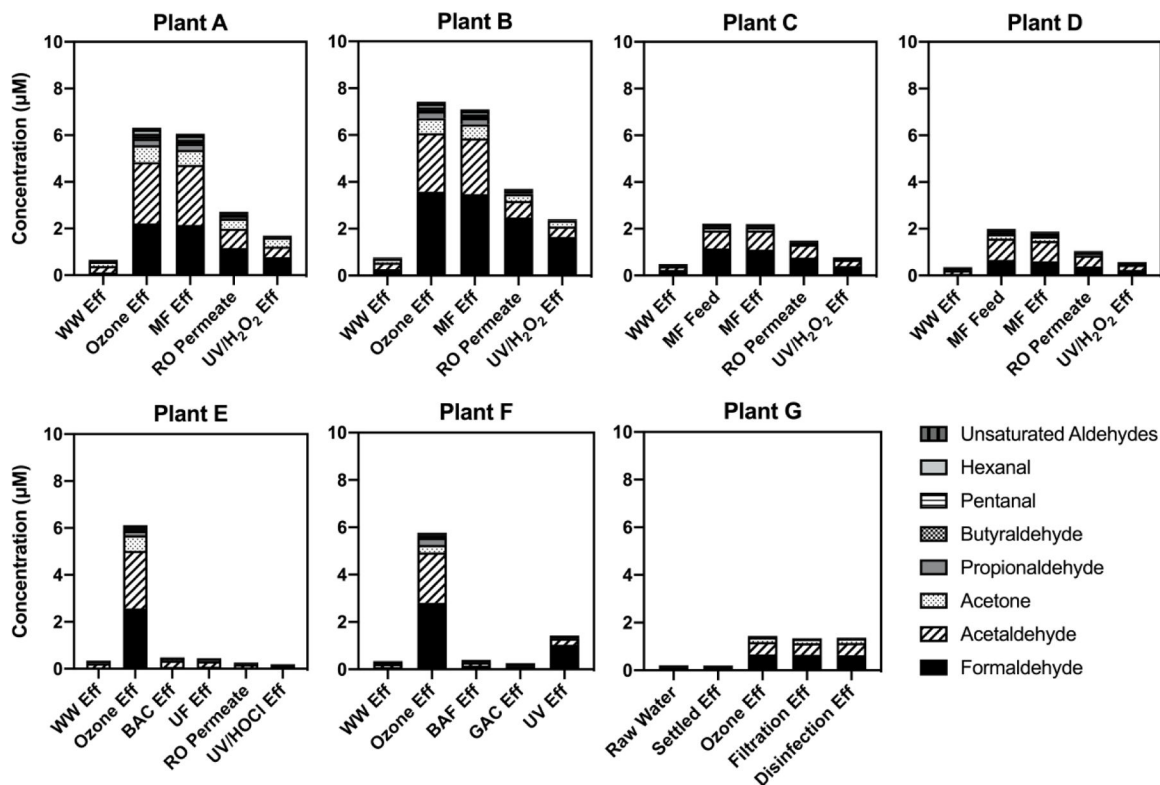 Plant A
Plant B
Plant C
Plant D
Concentration (µM)
10
8
6
4
2
0
WW Eff
Ozone Eff
MF Eff
RO Permeate
UV/H₂O₂ Eff
10
8
6
4
2
0
WW Eff
Ozone Eff
MF Eff
RO Permeate
UV/H₂O₂ Eff
10
8
6
4
2
0
WW Eff
MF Feed
MF Eff
RO Permeate
UV/H₂O₂ Eff
10
8
6
4
2
0
WW Eff
MF Feed
MF Eff
RO Permeate
UV/H₂O₂ Eff
Plant E
Plant F
Plant G
Concentration (µM)
10
8
6
4
2
0
WW Eff
Ozone Eff
BAC Eff
UF Eff
RO Permeate
UV/HOCl Eff
10
8
6
4
2
0
WW Eff
Ozone Eff
BAF Eff
GAC Eff
UV Eff
10
8
6
4
2
0
Raw Water
Settled Eff
Ozone Eff
Filtration Eff
Disinfection Eff
Unsaturated Aldehydes
Hexanal
Pentanal
Butyraldehyde
Propionaldehyde
Acetone
Acetaldehyde
Formaldehyde